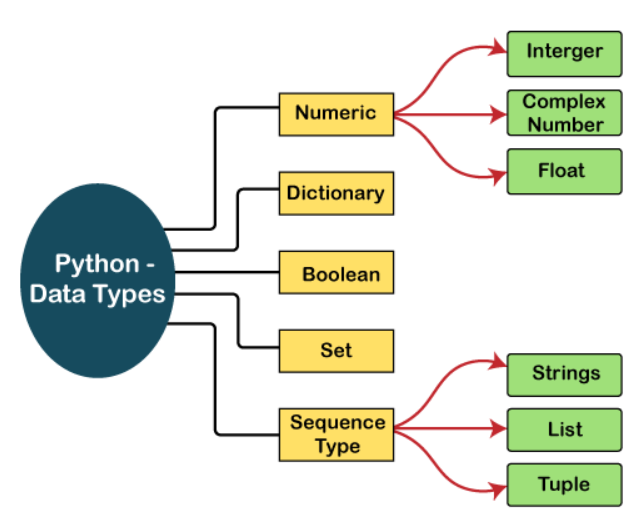 Python -
Data Types
Numeric
Dictionary
Boolean
Set
Sequence
Type
Interger
Complex
Number
Float
Strings
List
Tuple